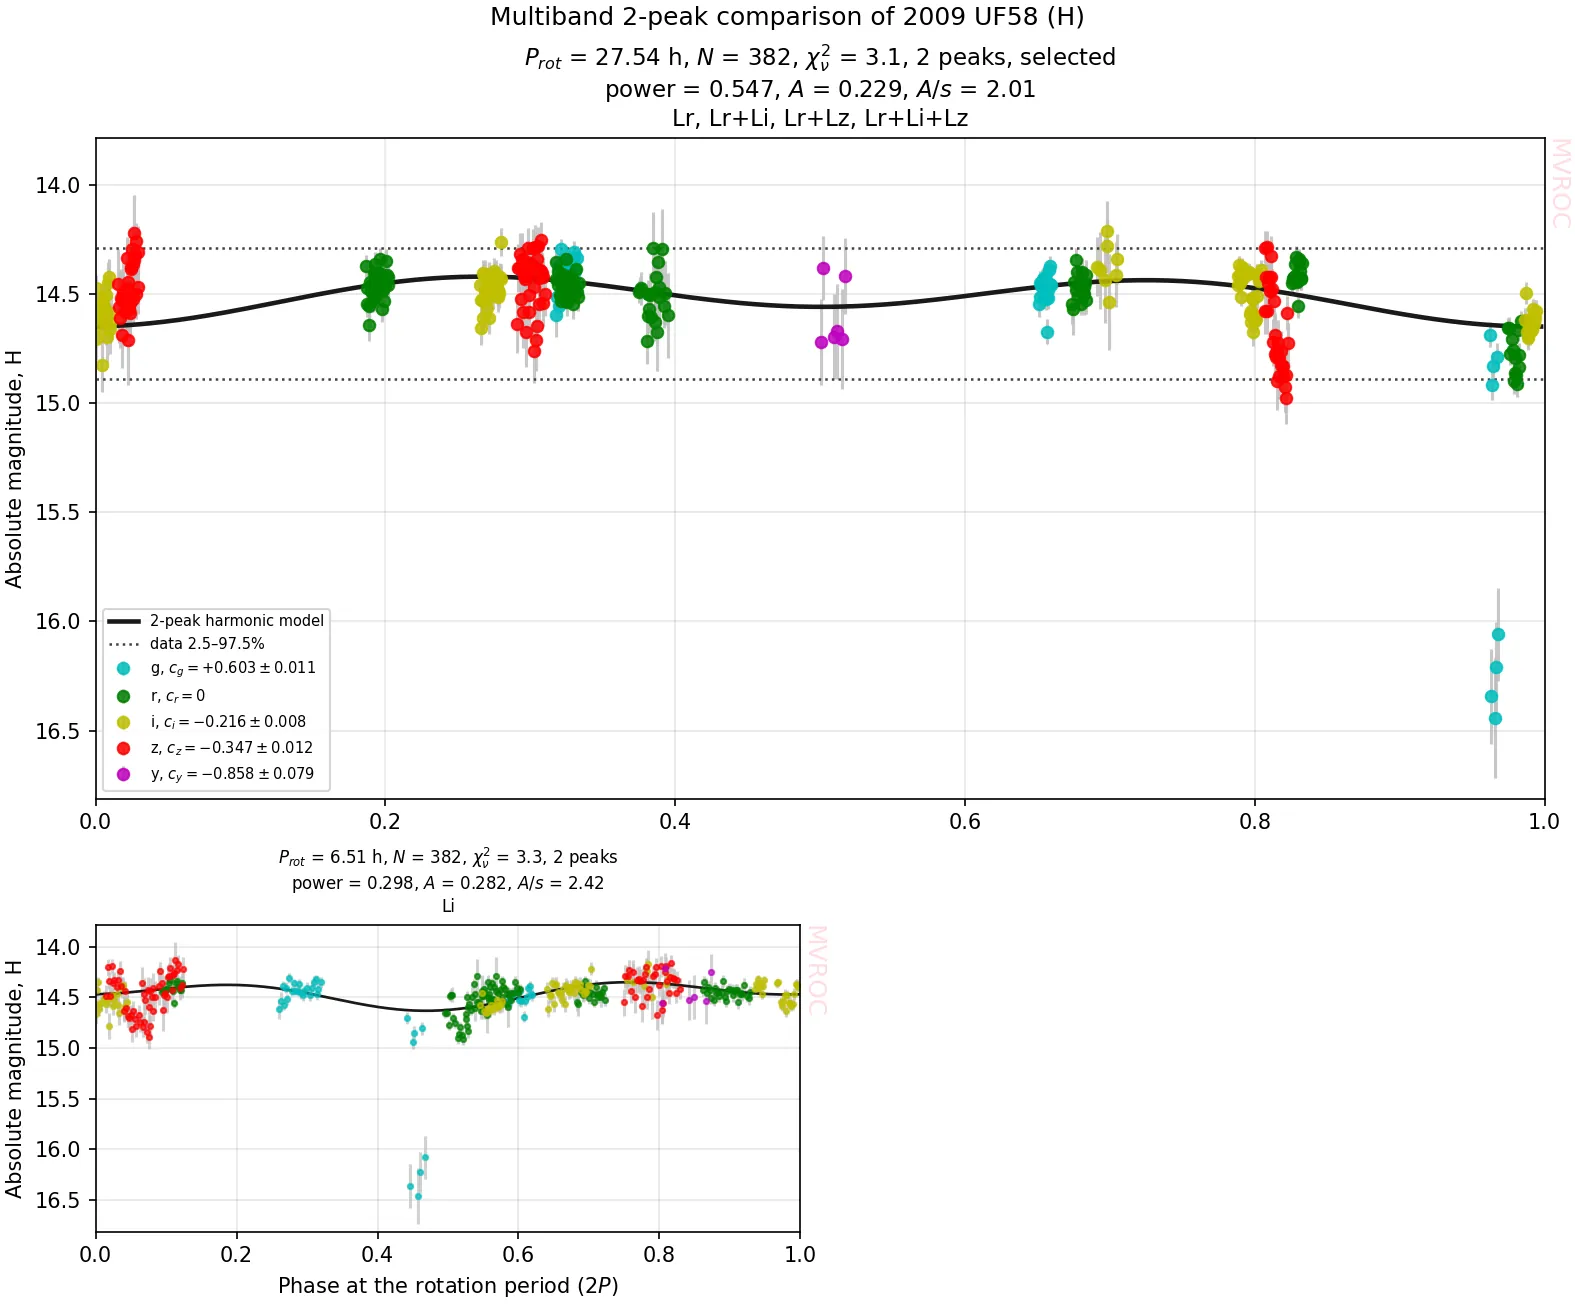 Multiband 2-peak comparison of 2009 UF58 (H)
P_rot = 27.54 h, N = 382, χ²_ν = 3.1, 2 peaks, selected
power = 0.547, A = 0.229, A/s = 2.01
Lr, Lr+Li, Lr+Lz, Lr+Li+Lz
MVROC
Absolute magnitude, H
14.0
14.5
15.0
15.5
16.0
16.5
2-peak harmonic model
data 2.5–97.5%
g, c_g = +0.603 ± 0.011
r, c_r = 0
i, c_i = −0.216 ± 0.008
z, c_z = −0.347 ± 0.012
y, c_y = −0.858 ± 0.079
0.0 0.2 0.4 0.6 0.8 1.0
P_rot = 6.51 h, N = 382, χ²_ν = 3.3, 2 peaks
power = 0.298, A = 0.282, A/s = 2.42
Li
MVROC
Absolute magnitude, H
14.0
14.5
15.0
15.5
16.0
16.5
0.0 0.2 0.4 0.6 0.8 1.0
Phase at the rotation period (2P)